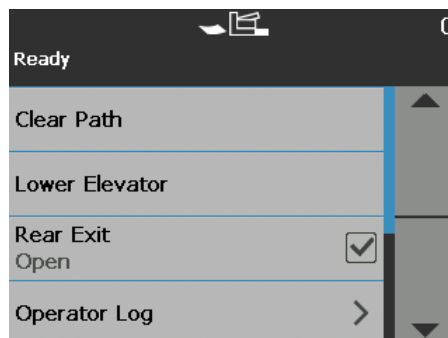 Ready
Clear Path
Lower Elevator
Rear Exit
Open
Operator Log